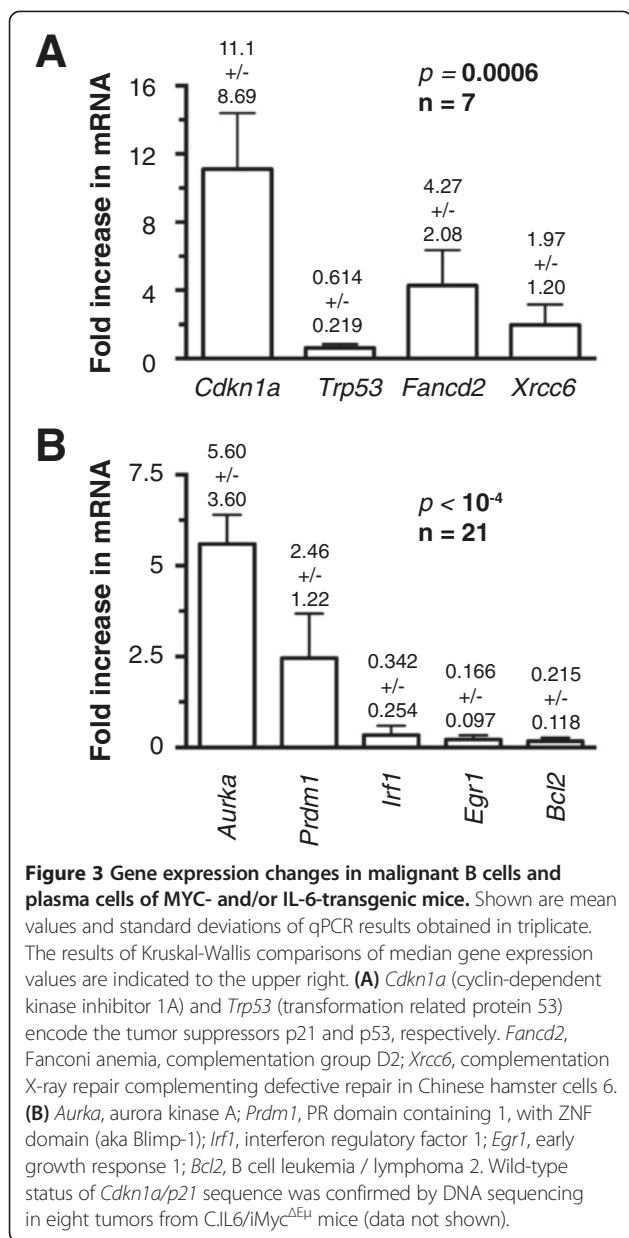 A
Fold increase in mRNA
16
12
8
4
0
11.1
+/-
8.69
0.614
+/-
0.219
4.27
+/-
2.08
1.97
+/-
1.20
p = 0.0006
n = 7
Cdkn1a Trp53 Fancd2 Xrcc6
B
Fold increase in mRNA
7.5
5
2.5
0
5.60
+/-
3.60
2.46
+/-
1.22
0.342
+/-
0.254
0.166
+/-
0.097
0.215
+/-
0.118
p < 10⁻⁴
n = 21
Aurka
Prdm1
Irf1
Egr1
Bcl2
Figure 3 Gene expression changes in malignant B cells and
plasma cells of MYC- and/or IL-6-transgenic mice. Shown are mean
values and standard deviations of qPCR results obtained in triplicate.
The results of Kruskal-Wallis comparisons of median gene expression
values are indicated to the upper right. (A) Cdkn1a (cyclin-dependent
kinase inhibitor 1A) and Trp53 (transformation related protein 53)
encode the tumor suppressors p21 and p53, respectively. Fancd2,
Fanconi anemia, complementation group D2; Xrcc6, complementation
X-ray repair complementing defective repair in Chinese hamster cells 6.
(B) Aurka, aurora kinase A; Prdm1, PR domain containing 1, with ZNF
domain (aka Blimp-1); Irf1, interferon regulatory factor 1; Egr1, early
growth response 1; Bcl2, B cell leukemia / lymphoma 2. Wild-type
status of Cdkn1a/p21 sequence was confirmed by DNA sequencing
in eight tumors from C.IL6/iMyc^ΔEμ mice (data not shown).